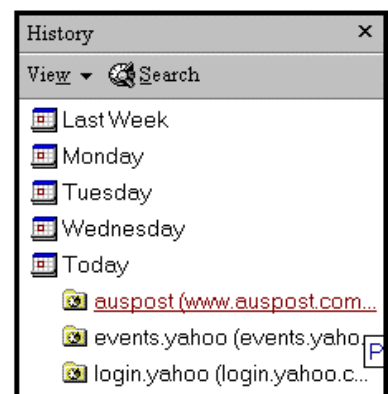 History ×
View Search
Last Week
Monday
Tuesday
Wednesday
Today
auspost (www.auspost.com...
events.yahoo (events.yaho...
P
login.yahoo (login.yahoo.c...